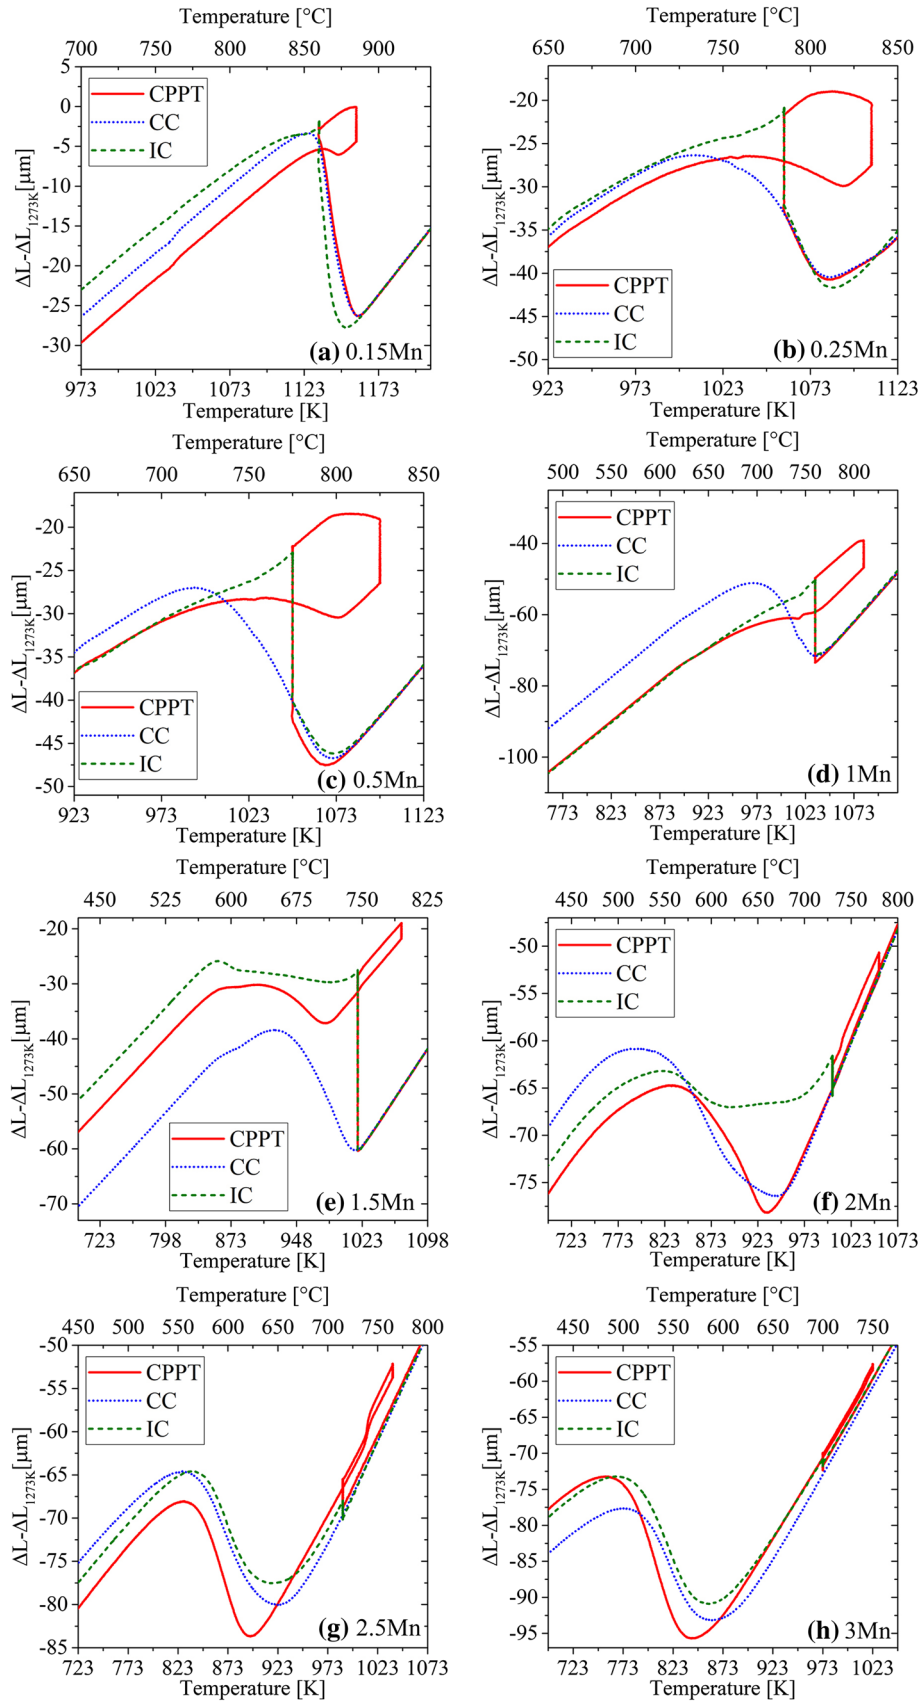 Temperature [°C]
700 750 800 850 900
5
0
-5
-10
-15
-20
-25
-30
ΔL-ΔL1273K[µm]
CPPT
CC
IC
(a) 0.15Mn
973 1023 1073 1123 1173
Temperature [K]
Temperature [°C]
650 700 750 800 850
-20
-25
-30
-35
-40
-45
-50
ΔL-ΔL1273K[µm]
CPPT
CC
IC
(b) 0.25Mn
923 973 1023 1073 1123
Temperature [K]
Temperature [°C]
650 700 750 800 850
-20
-25
-30
-35
-40
-45
-50
ΔL-ΔL1273K[µm]
CPPT
CC
IC
(c) 0.5Mn
923 973 1023 1073 1123
Temperature [K]
Temperature [°C]
500 550 600 650 700 750 800
-40
-60
-80
-100
ΔL-ΔL1273K[µm]
CPPT
CC
IC
(d) 1Mn
773 823 873 923 973 1023 1073
Temperature [K]
Temperature [°C]
450 525 600 675 750 825
-20
-30
-40
-50
-60
-70
ΔL-ΔL1273K[µm]
CPPT
CC
IC
(e) 1.5Mn
723 798 873 948 1023 1098
Temperature [K]
Temperature [°C]
450 500 550 600 650 700 750 800
-50
-55
-60
-65
-70
-75
ΔL-ΔL1273K[µm]
CPPT
CC
IC
(f) 2Mn
723 773 823 873 923 973 1023 1073
Temperature [K]
Temperature [°C]
450 500 550 600 650 700 750 800
-50
-55
-60
-65
-70
-75
-80
-85
ΔL-ΔL1273K[µm]
CPPT
CC
IC
(g) 2.5Mn
723 773 823 873 923 973 1023 1073
Temperature [K]
Temperature [°C]
450 500 550 600 650 700 750
-55
-60
-65
-70
-75
-80
-85
-90
-95
ΔL-ΔL1273K[µm]
CPPT
CC
IC
(h) 3Mn
723 773 823 873 923 973 1023
Temperature [K]